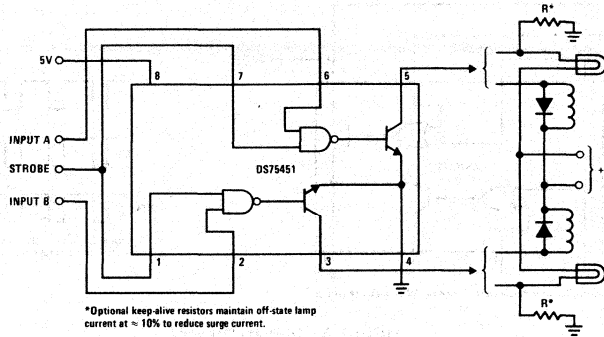 R*
5V
8
7
6
5
INPUT A
DS75451
STROBE
+
INPUT B
1
2
3
4
R*
*Optional keep-alive resistors maintain off-state lamp
current at ≈ 10% to reduce surge current.